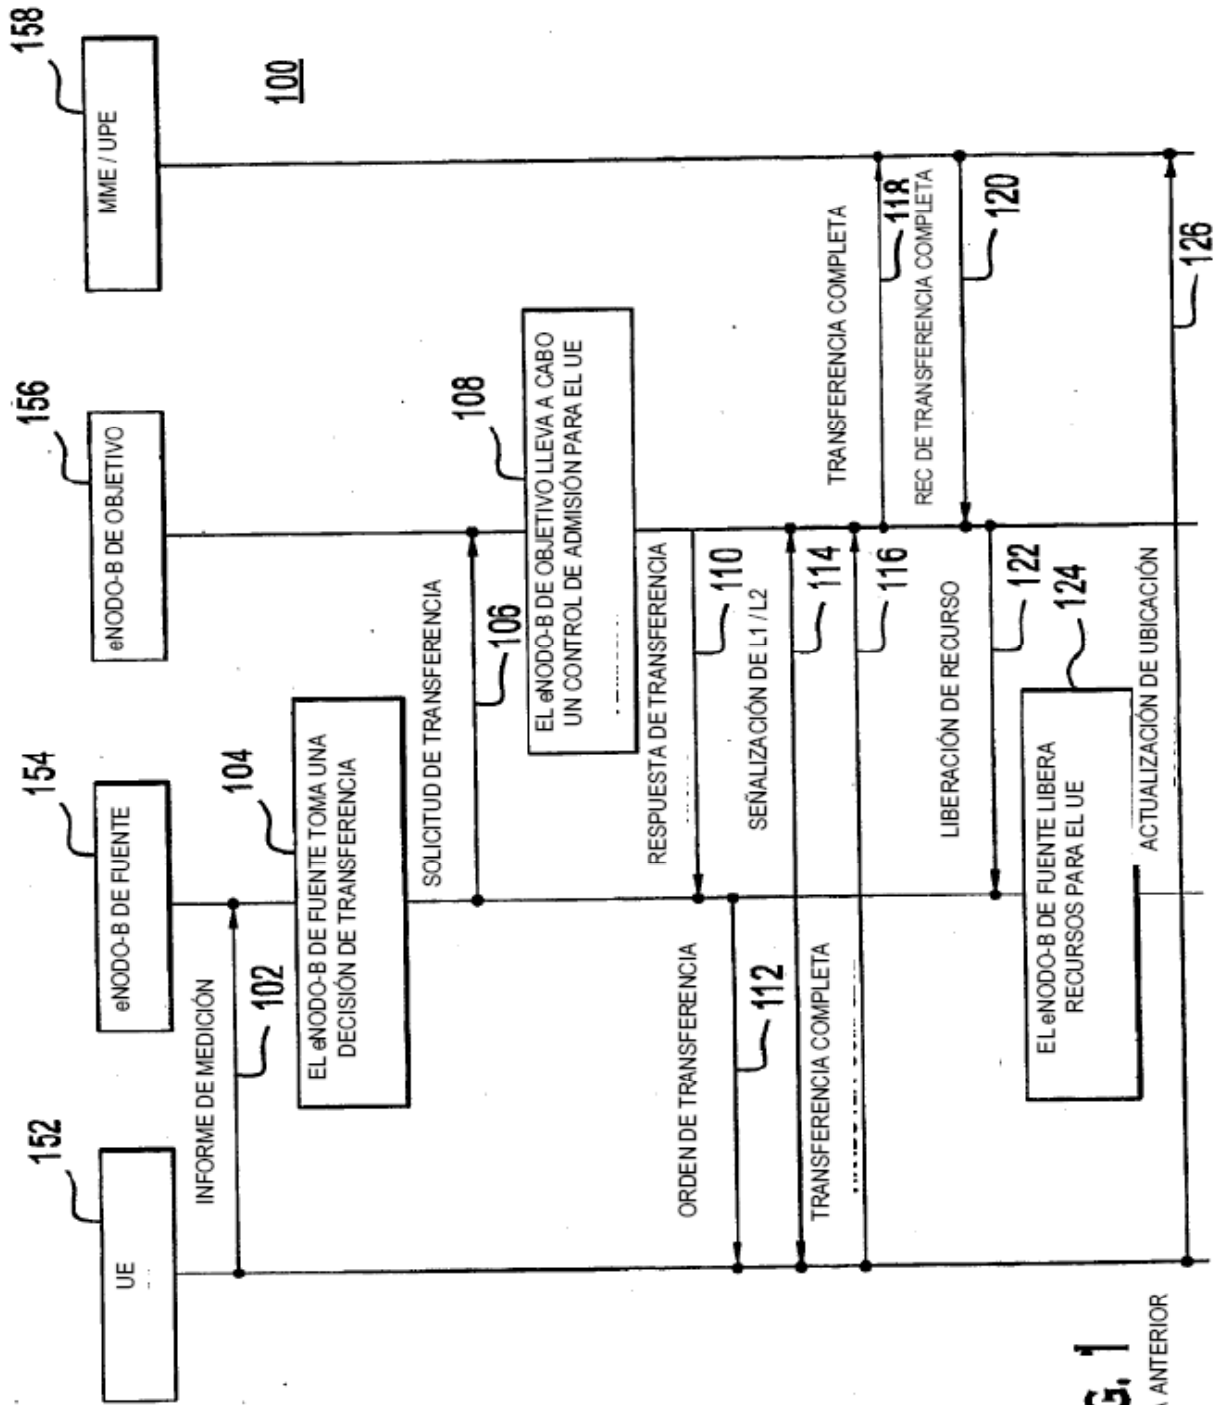 152
UE
154
eNODO-B DE FUENTE
156
eNODO-B DE OBJETIVO
158
MME / UPE
100
INFORME DE MEDICIÓN
102
104
EL eNODO-B DE FUENTE TOMA UNA
DECISIÓN DE TRANSFERENCIA
SOLICITUD DE TRANSFERENCIA
106
108
EL eNODO-B DE OBJETIVO LLEVA A CABO
UN CONTROL DE ADMISIÓN PARA EL UE
RESPUESTA DE TRANSFERENCIA
110
ORDEN DE TRANSFERENCIA
112
SEÑALIZACIÓN DE L1 / L2
114
TRANSFERENCIA COMPLETA
116
TRANSFERENCIA COMPLETA
118
REC DE TRANSFERENCIA COMPLETA
120
LIBERACIÓN DE RECURSO
122
124
EL eNODO-B DE FUENTE LIBERA
RECURSOS PARA EL UE
ACTUALIZACIÓN DE UBICACIÓN
126
G. 1
ANTERIOR